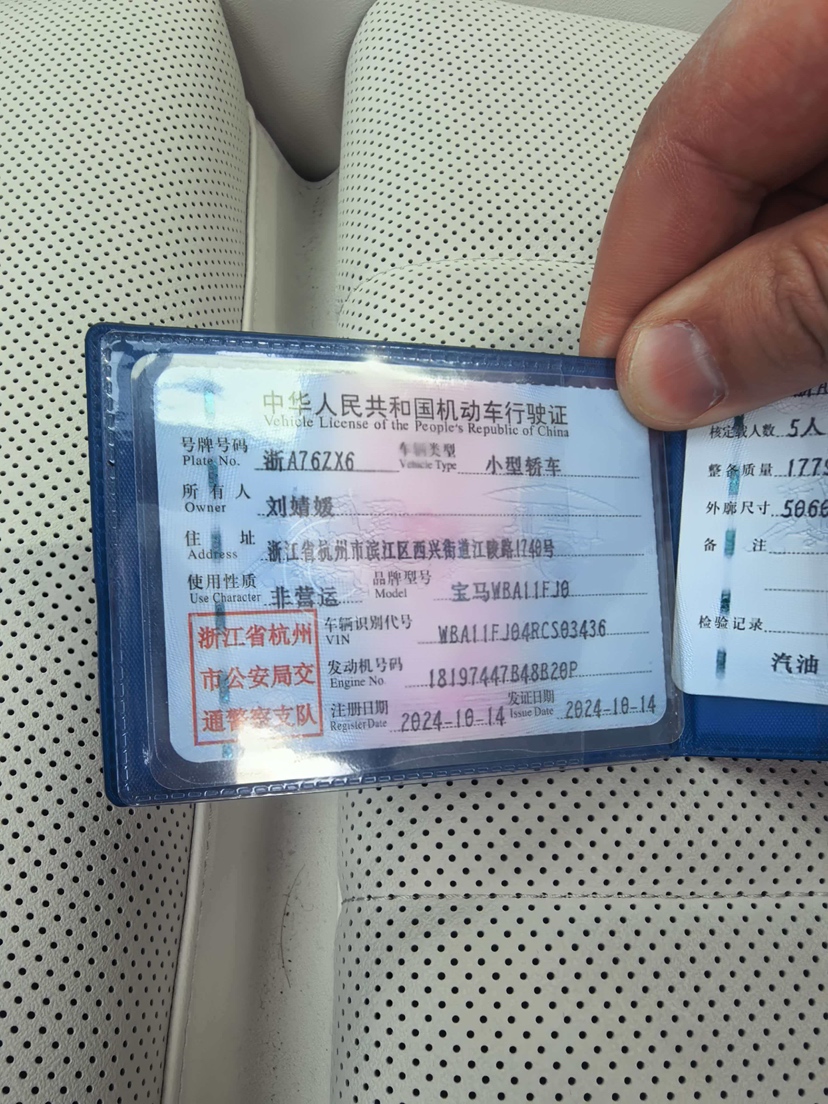 中华人民共和国机动车行驶证
Vehicle License of the People's Republic of China
号牌号码 浙A76ZX6 车辆类型 小型轿车
Plate No. Vehicle Type
所有人 刘婧媛
Owner
住址 浙江省杭州市滨江区西兴街道江陵路1740号
Address
使用性质 非营运 品牌型号 宝马WBA11FJ0
Use Character Model
浙江省杭州
市公安局交
通警察支队
车辆识别代号 WBA11FJ04RCS03436
VIN
发动机号码 18197447B48B20P
Engine No.
注册日期 2024-10-14 发证日期 2024-10-14
Register Date Issue Date
核定载人数 5人
整备质量 1775
外廓尺寸 5060
备注
检验记录
汽油